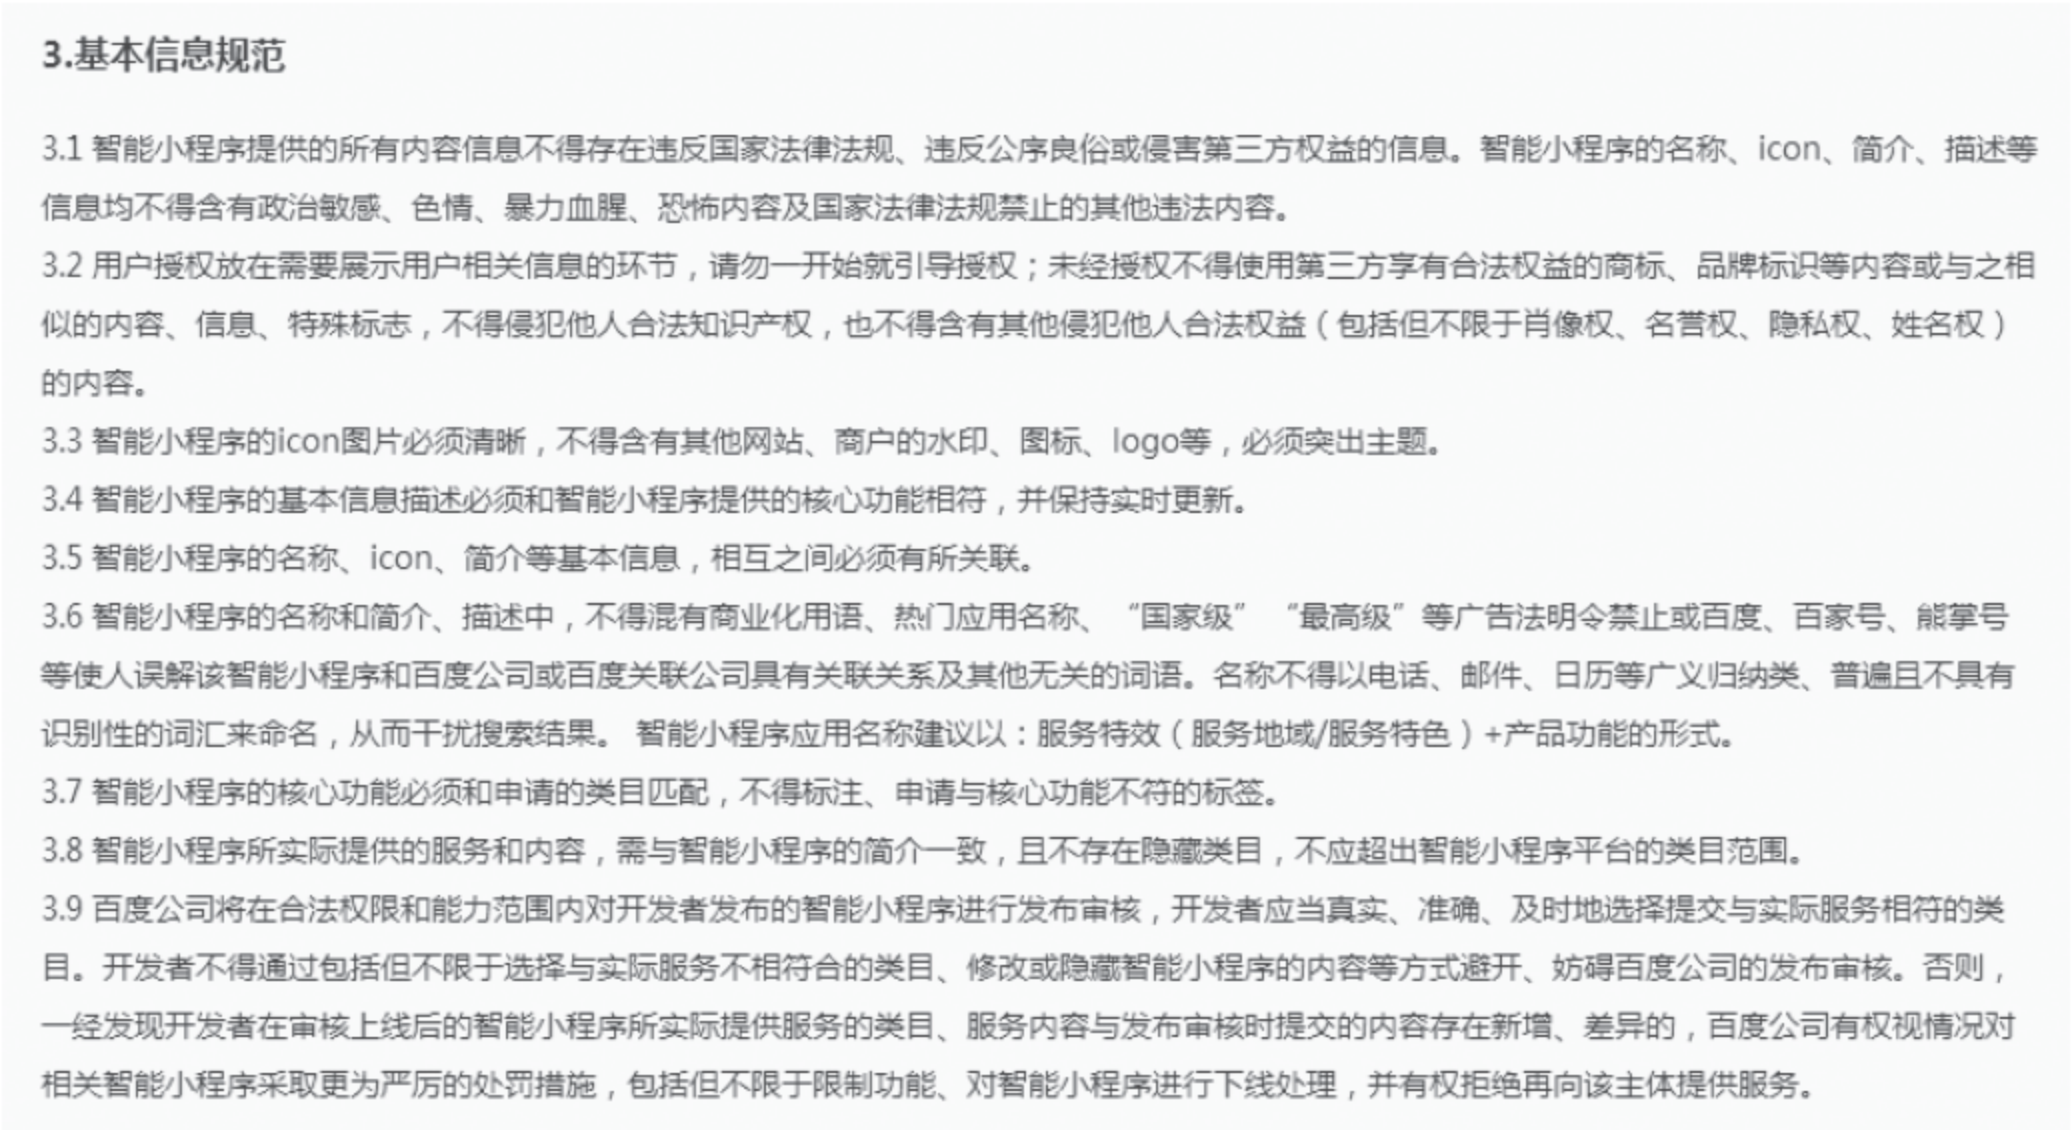 3.基本信息规范
3.1 智能小程序提供的所有内容信息不得存在违反国家法律法规、违反公序良俗或侵害第三方权益的信息。智能小程序的名称、icon、简介、描述等
信息均不得含有政治敏感、色情、暴力血腥、恐怖内容及国家法律法规禁止的其他违法内容。
3.2 用户授权放在需要展示用户相关信息的环节，请勿一开始就引导授权；未经授权不得使用第三方享有合法权益的商标、品牌标识等内容或与之相
似的内容、信息、特殊标志，不得侵犯他人合法知识产权，也不得含有其他侵犯他人合法权益（包括但不限于肖像权、名誉权、隐私权、姓名权）
的内容。
3.3 智能小程序的icon图片必须清晰，不得含有其他网站、商户的水印、图标、logo等，必须突出主题。
3.4 智能小程序的基本信息描述必须和智能小程序提供的核心功能相符，并保持实时更新。
3.5 智能小程序的名称、icon、简介等基本信息，相互之间必须有所关联。
3.6 智能小程序的名称和简介、描述中，不得混有商业化用语、热门应用名称、“国家级”“最高级”等广告法明令禁止或百度、百家号、熊掌号
等使人误解该智能小程序和百度公司或百度关联公司具有关联关系及其他无关的词语。名称不得以电话、邮件、日历等广义归纳类、普遍且不具有
识别性的词汇来命名，从而干扰搜索结果。 智能小程序应用名称建议以：服务特效（服务地域/服务特色）+产品功能的形式。
3.7 智能小程序的核心功能必须和申请的类目匹配，不得标注、申请与核心功能不符的标签。
3.8 智能小程序所实际提供的服务和内容，需与智能小程序的简介一致，且不存在隐藏类目，不应超出智能小程序平台的类目范围。
3.9 百度公司将在合法权限和能力范围内对开发者发布的智能小程序进行发布审核，开发者应当真实、准确、及时地选择提交与实际服务相符的类
目。开发者不得通过包括但不限于选择与实际服务不相符合的类目、修改或隐藏智能小程序的内容等方式避开、妨碍百度公司的发布审核。否则，
一经发现开发者在审核上线后的智能小程序所实际提供服务的类目、服务内容与发布审核时提交的内容存在新增、差异的，百度公司有权视情况对
相关智能小程序采取更为严厉的处罚措施，包括但不限于限制功能、对智能小程序进行下线处理，并有权拒绝再向该主体提供服务。